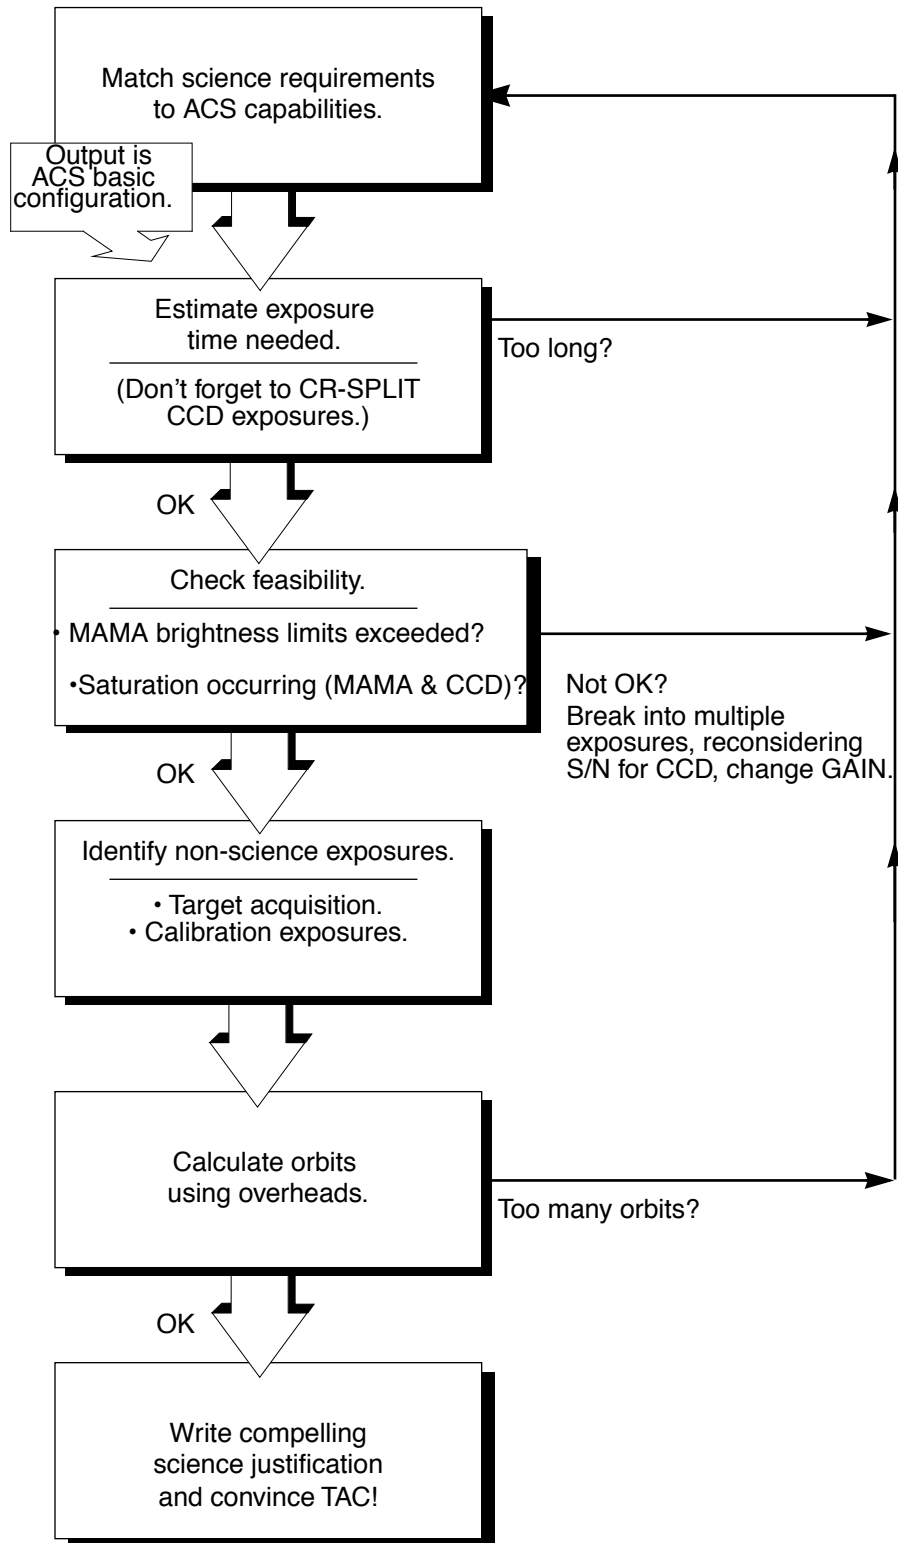 Match science requirements
to ACS capabilities.
Output is
ACS basic
configuration.
Estimate exposure
time needed.
(Don't forget to CR-SPLIT
CCD exposures.)
Too long?
OK
Check feasibility.
• MAMA brightness limits exceeded?
•Saturation occurring (MAMA & CCD)?
Not OK?
Break into multiple
exposures, reconsidering
S/N for CCD, change GAIN.
OK
Identify non-science exposures.
• Target acquisition.
• Calibration exposures.
Calculate orbits
using overheads.
Too many orbits?
OK
Write compelling
science justification
and convince TAC!